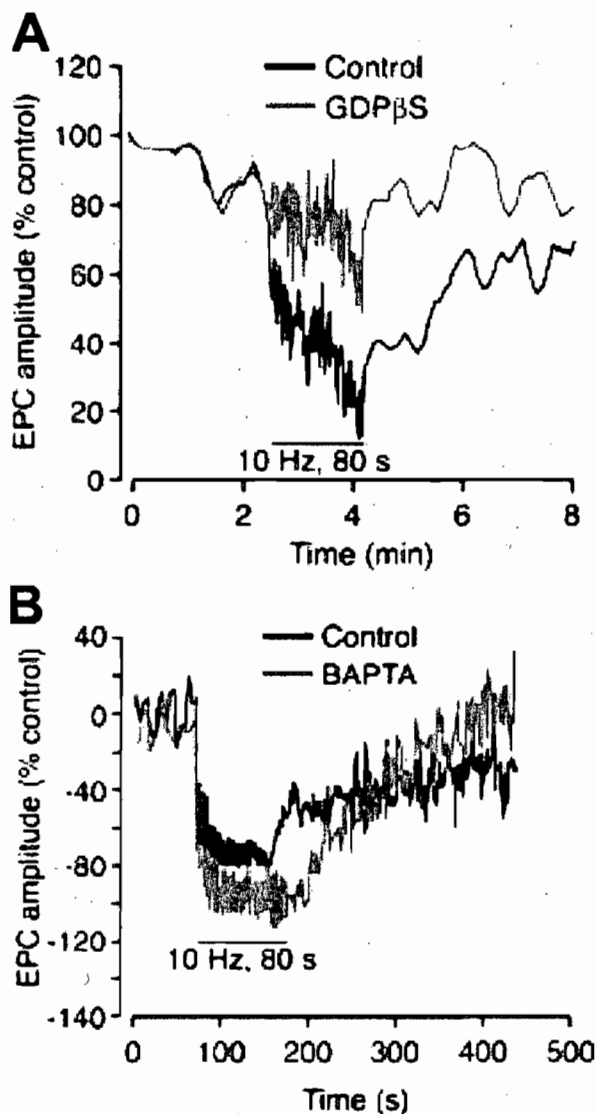 A
120
100
80
60
40
20
0
Control
GDPβS
EPC amplitude (% control)
10 Hz, 80 s
0 2 4 6 8
Time (min)
B
40
0
-40
-80
-120
-140
Control
BAPTA
EPC amplitude (% control)
10 Hz, 80 s
0 100 200 300 400 500
Time (s)